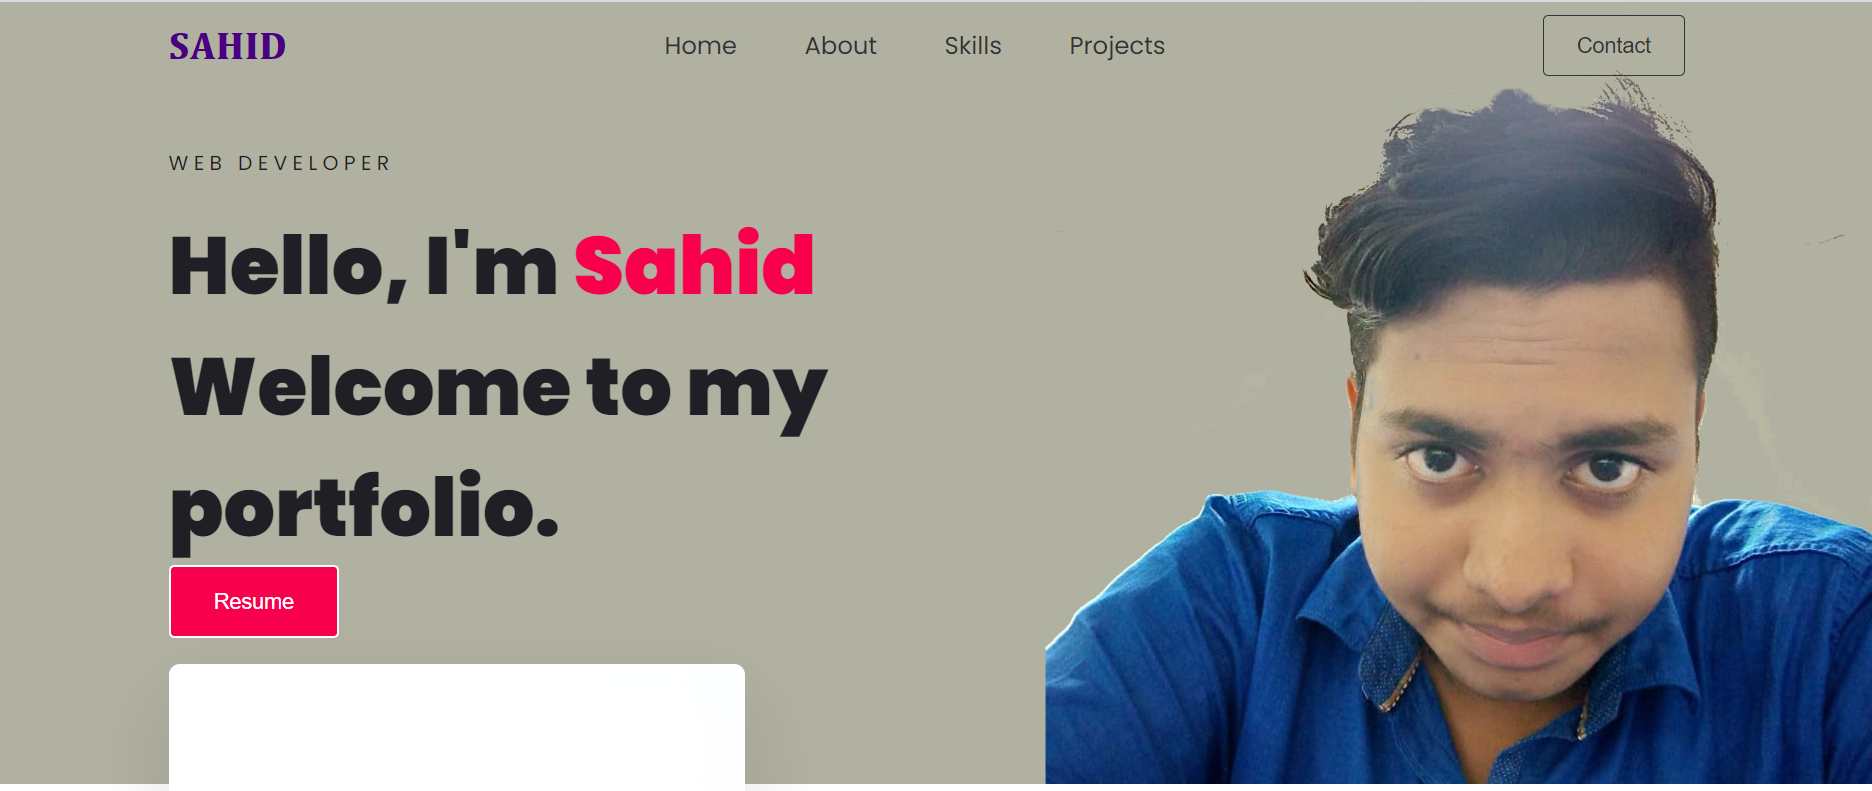 SAHID
Home About Skills Projects
Contact
WEB DEVELOPER
Hello, I'm Sahid
Welcome to my
portfolio.
Resume